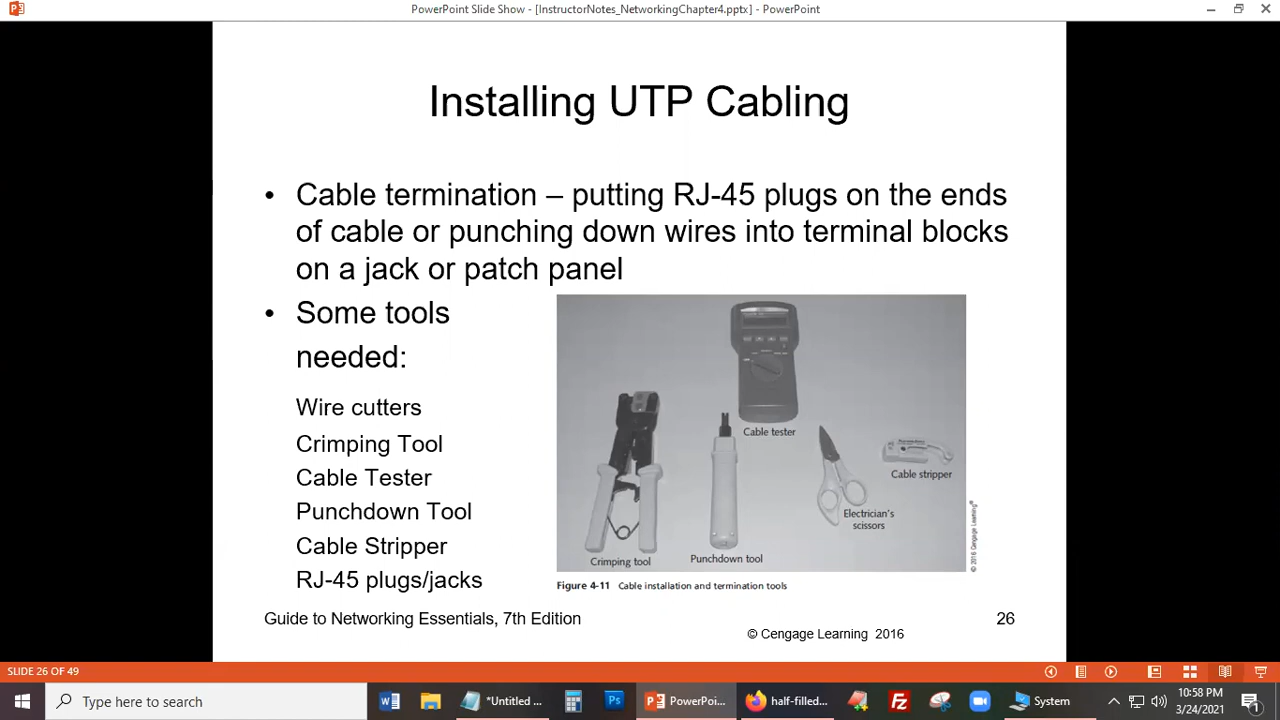 PowerPoint Slide Show - [InstructorNotes_NetworkingChapter4.pptx] - PowerPoint
Installing UTP Cabling
• Cable termination – putting RJ-45 plugs on the ends
of cable or punching down wires into terminal blocks
on a jack or patch panel
• Some tools
needed:
Wire cutters
Crimping Tool
Cable Tester
Punchdown Tool
Cable Stripper
RJ-45 plugs/jacks
Cable tester
Cable stripper
Electrician's
scissors
Crimping tool
Punchdown tool
© 2016 Cengage Learning®
Figure 4-11 Cable installation and termination tools
Guide to Networking Essentials, 7th Edition
© Cengage Learning 2016
26
SLIDE 26 OF 49
Type here to search
*Untitled ...
PowerPoi...
half-filled...
System
10:58 PM
3/24/2021